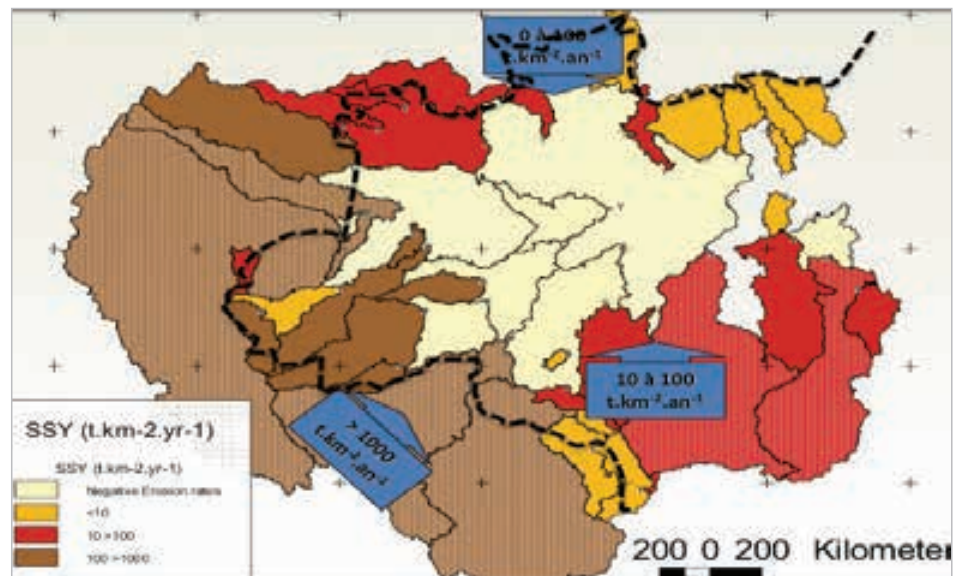 0 à 100
t.km-2.an-1
10 à 100
t.km-2.an-1
> 1000
t.km-2.an-1
SSY (t.km-2.yr-1)
SSY (t.km-2.yr-1)
Negative Erosion rates
<10
10 >100
100 >1000
200 0 200 Kilometer